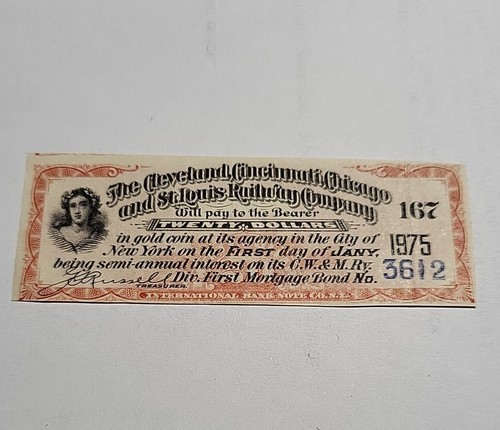 The Cleveland, Cincinnati, Chicago
and St. Louis Railway Company
Will pay to the Bearer
167
TWENTY DOLLARS
in gold coin at its agency in the City of
1975
New York on the FIRST day of JANY,
being semi-annual interest on its C.W.& M. Ry.
3612
Div. First Mortgage Bond No.
TREASURER.
INTERNATIONAL BANK NOTE CO. N.Y.